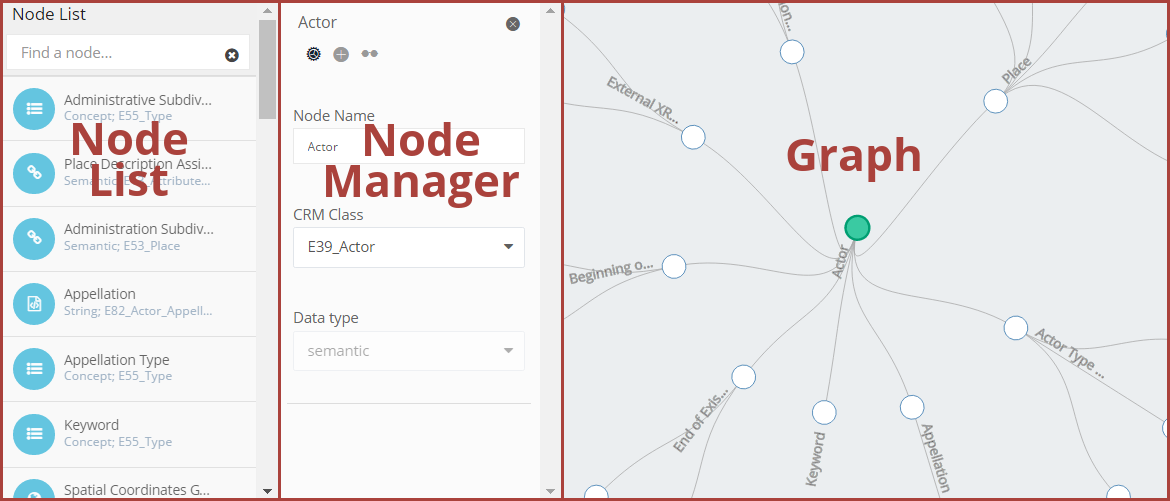 Node List
Find a node...
Administrative Subdiv...
Concept; E55_Type
Place Description Assi...
Semantic; E13_Attribute...
Administration Subdiv...
Semantic; E53_Place
Appellation
String; E82_Actor_Appell...
Appellation Type
Concept; E55_Type
Keyword
Concept; E55_Type
Spatial Coordinates G...
Node
List
Actor
Node Name
Actor
CRM Class
E39_Actor
Data type
semantic
Node
Manager
Graph
on...
External XR...
Place
Actor
Beginning o...
Actor Type ...
End of Exis...
Keyword
Appellation